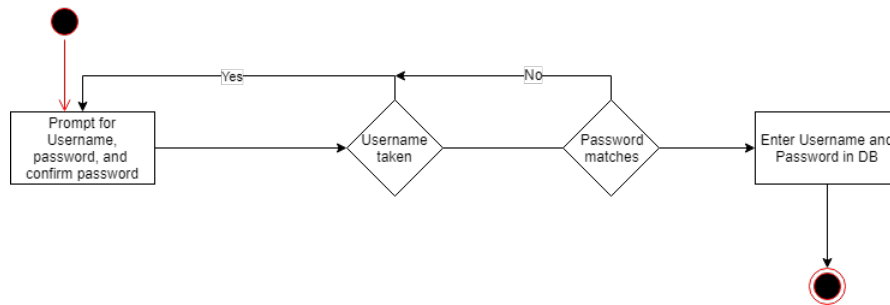 Yes
No
Prompt for
Username,
password, and
confirm password
Username
taken
Password
matches
Enter Username and
Password in DB